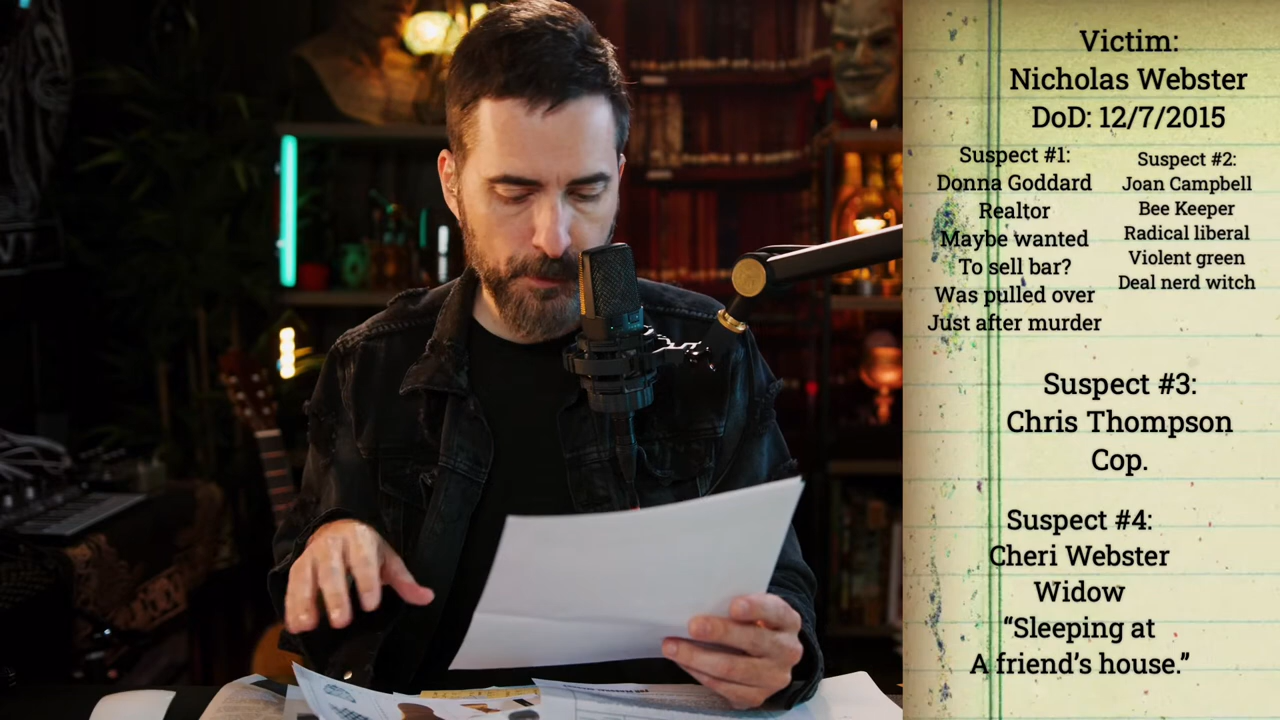 Victim:
Nicholas Webster
DoD: 12/7/2015
Suspect #1:
Donna Goddard
Realtor
Maybe wanted
To sell bar?
Was pulled over
Just after murder
Suspect #2:
Joan Campbell
Bee Keeper
Radical liberal
Violent green
Deal nerd witch
Suspect #3:
Chris Thompson
Cop.
Suspect #4:
Cheri Webster
Widow
“Sleeping at
A friend’s house.”